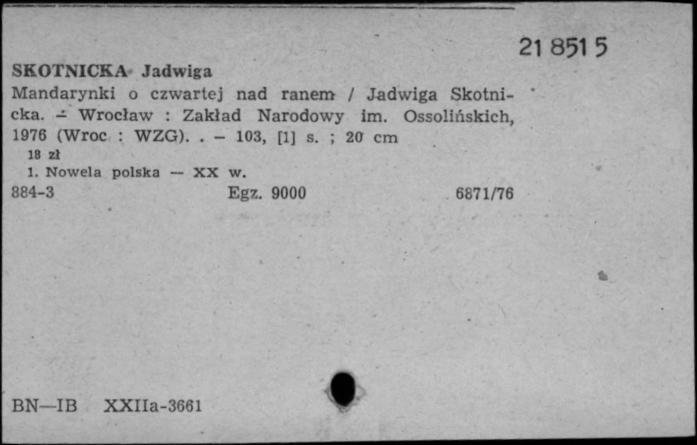 21 851 5
SKOTNICKA Jadwiga
Mandarynki o czwartej nad ranem / Jadwiga Skotni-
cka. — Wrocław : Zakład Narodowy im. Ossolińskich,
1976 (Wroc : WZG). . — 103, [1] s. ; 20 cm
18 zł
1. Nowela polska — XX w.
884-3 Egz. 9000 6871/76
BN—IB XXIIa-3661